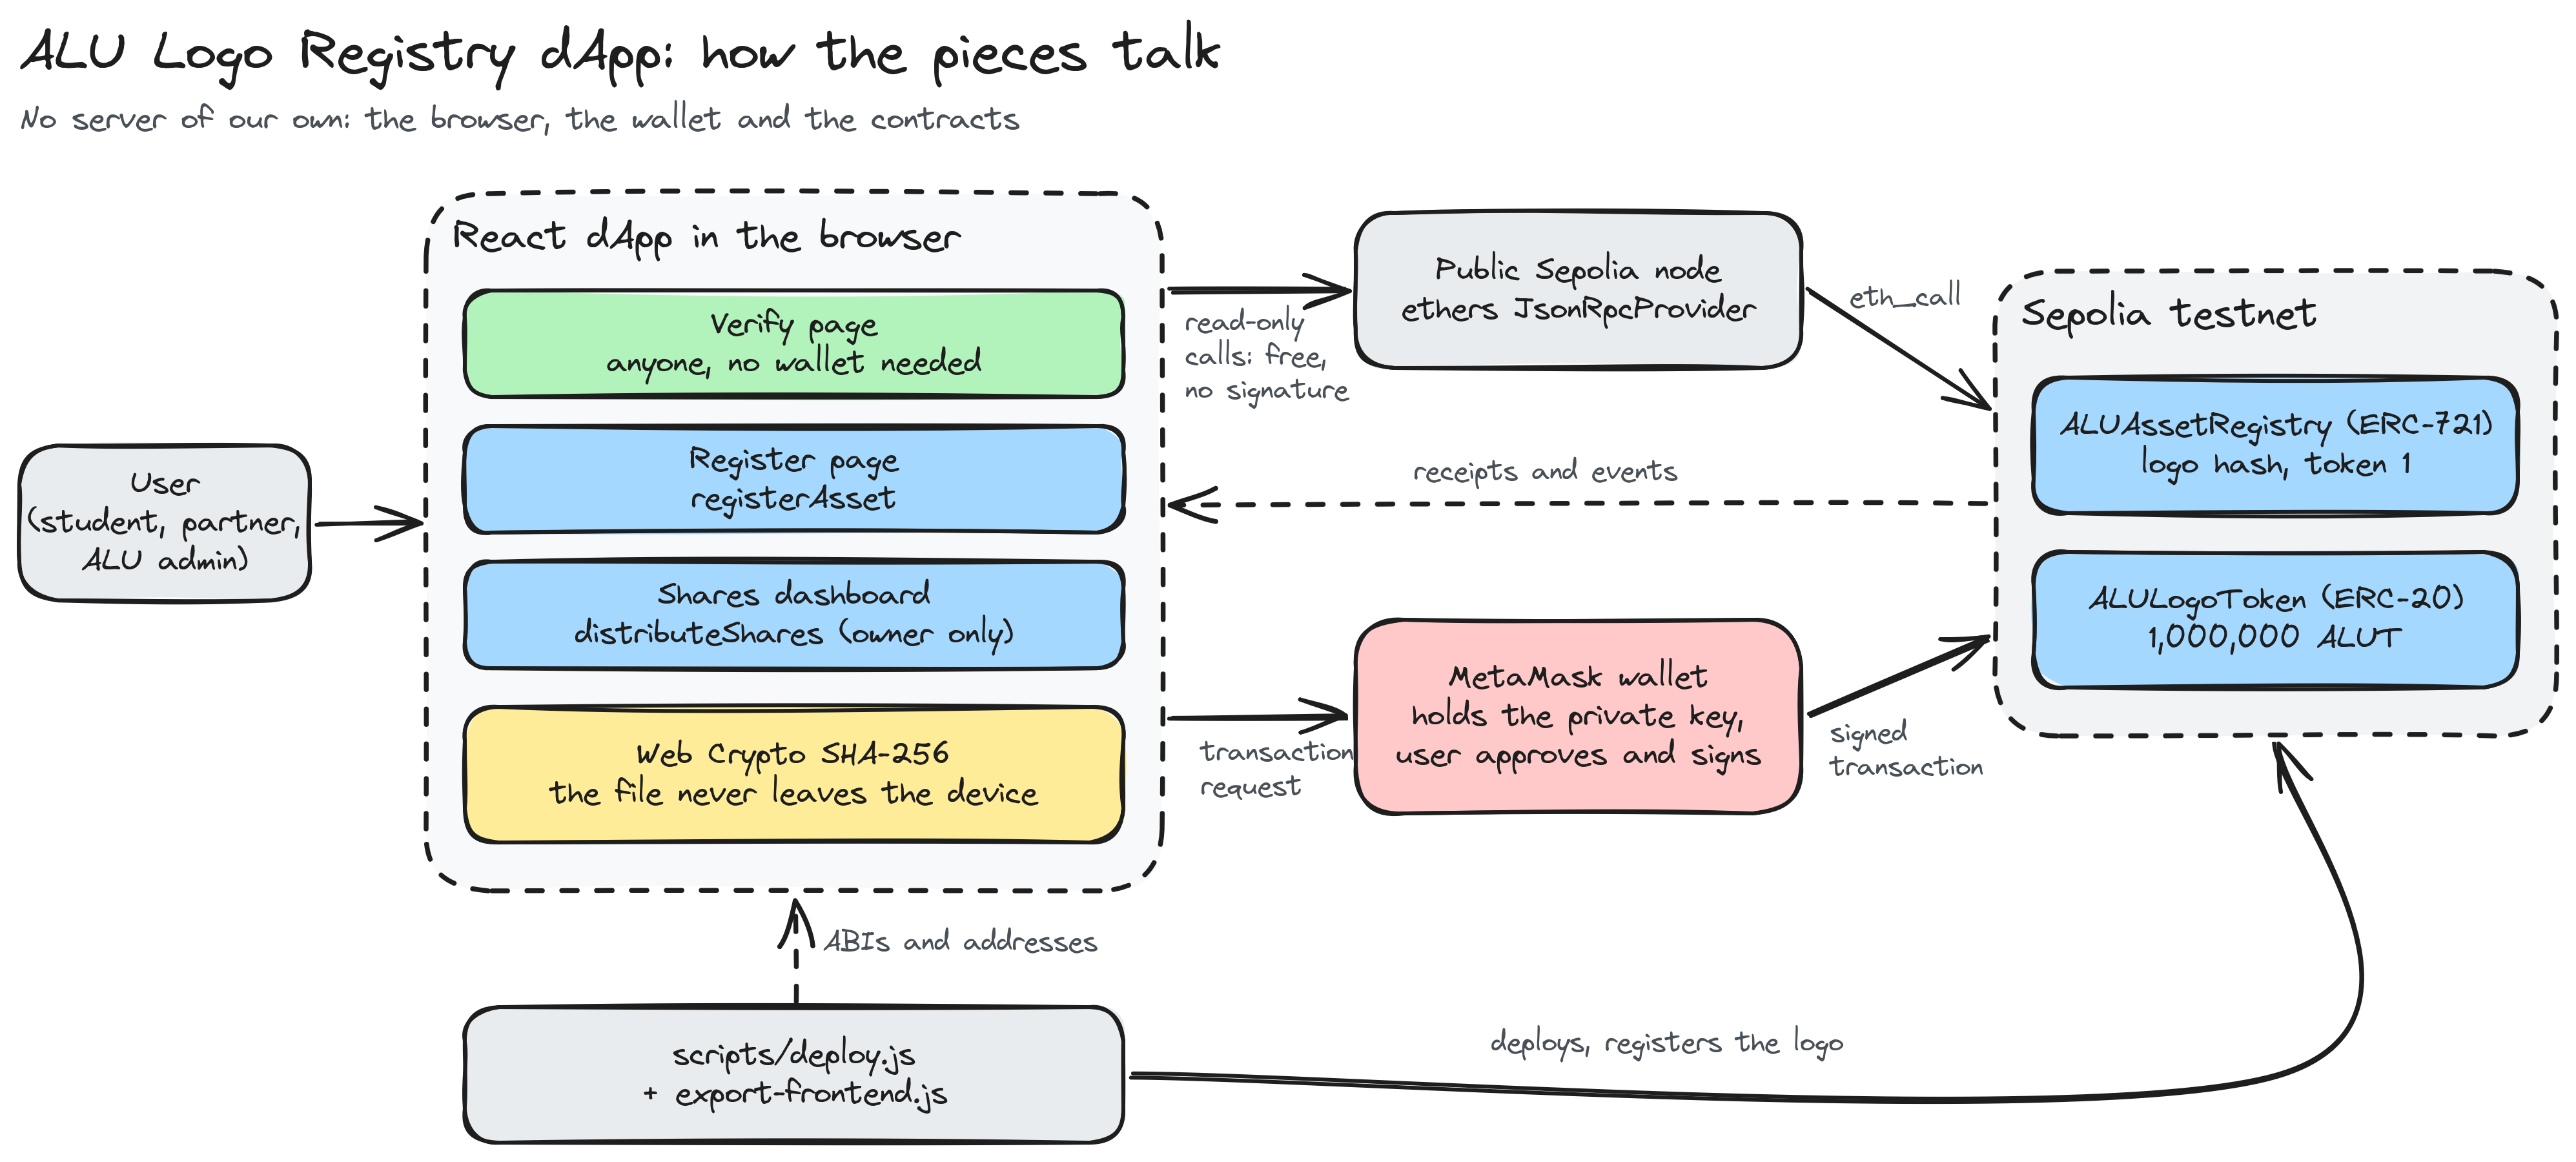 ALU Logo Registry dApp: how the pieces talk
No server of our own: the browser, the wallet and the contracts
User
(student, partner,
ALU admin)
React dApp in the browser
Verify page
anyone, no wallet needed
Register page
registerAsset
Shares dashboard
distributeShares (owner only)
Web Crypto SHA-256
the file never leaves the device
read-only
calls: free,
no signature
Public Sepolia node
ethers JsonRpcProvider
eth_call
receipts and events
transaction
request
MetaMask wallet
holds the private key,
user approves and signs
signed
transaction
Sepolia testnet
ALUAssetRegistry (ERC-721)
logo hash, token 1
ALULogoToken (ERC-20)
1,000,000 ALUT
ABIs and addresses
scripts/deploy.js
+ export-frontend.js
deploys, registers the logo